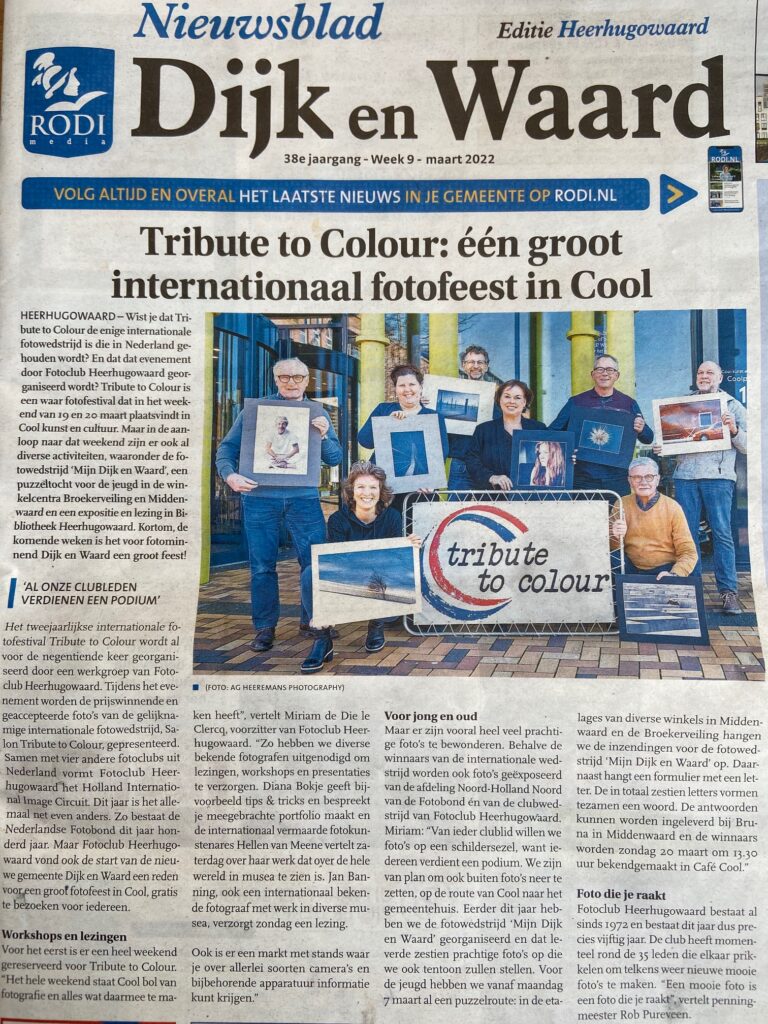 Nieuwsblad
Editie Heerhugowaard
RODI
media
Dijk en Waard
38e jaargang - Week 9 - maart 2022
VOLG ALTIJD EN OVERAL HET LAATSTE NIEUWS IN JE GEMEENTE OP RODI.NL
RODI.NL
Tribute to Colour: één groot
internationaal fotofeest in Cool
HEERHUGOWAARD – Wist je dat Tri-
bute to Colour de enige internationale
fotowedstrijd is die in Nederland ge-
houden wordt? En dat dat evenement
door Fotoclub Heerhugowaard geor-
ganiseerd wordt? Tribute to Colour is
een waar fotofestival dat in het week-
end van 19 en 20 maart plaatsvindt in
Cool kunst en cultuur. Maar in de aan-
loop naar dat weekend zijn er ook al
diverse activiteiten, waaronder de fo-
towedstrijd 'Mijn Dijk en Waard', een
puzzeltocht voor de jeugd in de win-
kelcentra Broekerveiling en Midden-
waard en een expositie en lezing in Bi-
bliotheek Heerhugowaard. Kortom, de
komende weken is het voor fotomin-
nend Dijk en Waard een groot feest!
'AL ONZE CLUBLEDEN
VERDIENEN EEN PODIUM'
Het tweejaarlijkse internationale fo-
tofestival Tribute to Colour wordt al
voor de negentiende keer georgani-
seerd door een werkgroep van Foto-
club Heerhugowaard. Tijdens het eve-
nement worden de prijswinnende en
geaccepteerde foto's van de gelijkna-
mige internationale fotowedstrijd, Sa-
lon Tribute to Colour, gepresenteerd.
Samen met vier andere fotoclubs uit
Nederland vormt Fotoclub Heer-
hugowaard het Holland Internatio-
nal Image Circuit. Dit jaar is het alle-
maal net even anders. Zo bestaat de
Nederlandse Fotobond dit jaar hon-
derd jaar. Maar Fotoclub Heerhugo-
waard vond ook de start van de nieu-
we gemeente Dijk en Waard een reden
voor een groot fotofeest in Cool, gratis
te bezoeken voor iedereen.
Workshops en lezingen
Voor het eerst is er een heel weekend
gereserveerd voor Tribute to Colour.
"Het hele weekend staat Cool bol van
fotografie en alles wat daarmee te ma-
tribute
to colour
(FOTO: AG HEEREMANS PHOTOGRAPHY)
ken heeft", vertelt Miriam de Die le
Clercq, voorzitter van Fotoclub Heer-
hugowaard. "Zo hebben we diverse
bekende fotografen uitgenodigd om
lezingen, workshops en presentaties
te verzorgen. Diana Bokje geeft bij-
voorbeeld tips & tricks en bespreekt
je meegebrachte portfolio maakt en
de internationaal vermaarde fotokun-
stenares Hellen van Meene vertelt za-
terdag over haar werk dat over de hele
wereld in musea te zien is. Jan Ban-
ning, ook een internationaal beken-
de fotograaf met werk in diverse mu-
sea, verzorgt zondag een lezing.
Ook is er een markt met stands waar
je over allerlei soorten camera's en
bijbehorende apparatuur informatie
kunt krijgen."
Voor jong en oud
Maar er zijn vooral heel veel prachti-
ge foto's te bewonderen. Behalve de
winnaars van de internationale wed-
strijd worden ook foto's geëxposeerd
van de afdeling Noord-Holland Noord
van de Fotobond én van de clubwed-
strijd van Fotoclub Heerhugowaard.
Miriam: "Van ieder clublid willen we
foto's op een schildersezel, want ie-
dereen verdient een podium. We zijn
van plan om ook buiten foto's neer te
zetten, op de route van Cool naar het
gemeentehuis. Eerder dit jaar heb-
ben we de fotowedstrijd 'Mijn Dijk
en Waard' georganiseerd en dat le-
verde zestien prachtige foto's op die
we ook tentoon zullen stellen. Voor
de jeugd hebben we vanaf maandag
7 maart al een puzzelroute: in de eta-
lages van diverse winkels in Midden-
waard en de Broekerveiling hangen
we de inzendingen voor de fotowed-
strijd 'Mijn Dijk en Waard' op. Daar-
naast hangt een formulier met een let-
ter. De in totaal zestien letters vormen
tezamen een woord. De antwoorden
kunnen worden ingeleverd bij Bru-
na in Middenwaard en de winnaars
worden zondag 20 maart om 13.30
uur bekendgemaakt in Café Cool."
Foto die je raakt
Fotoclub Heerhugowaard bestaat al
sinds 1972 en bestaat dit jaar dus pre-
cies vijftig jaar. De club heeft momen-
teel rond de 35 leden die elkaar prik-
kelen om telkens weer nieuwe mooie
foto's te maken. "Een mooie foto is
een foto die je raakt", vertelt penning-
meester Rob Pureveen.